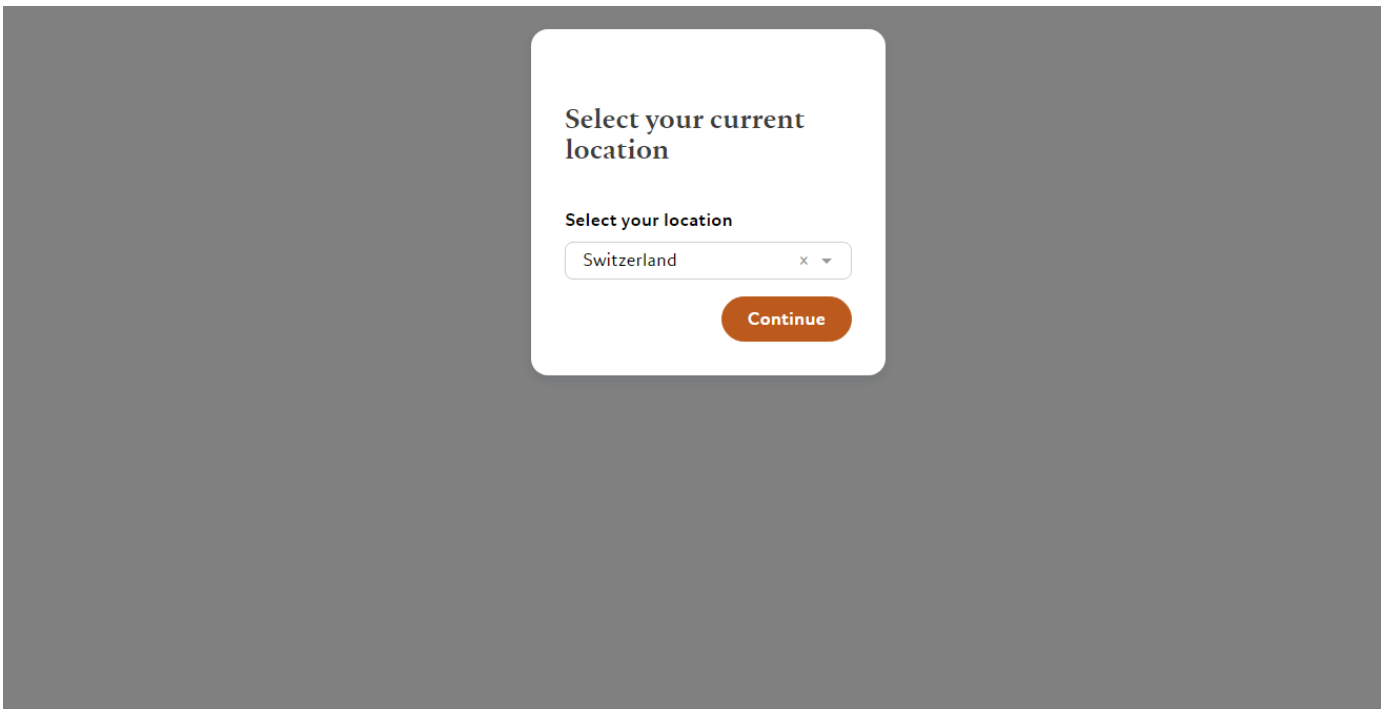 Select your current
location
Select your location
Switzerland
Continue